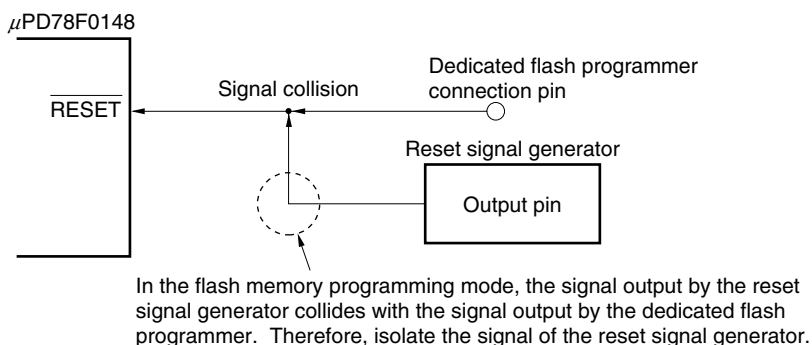 μPD78F0148
Dedicated flash programmer
connection pin
Signal collision
RESET
Reset signal generator
Output pin
In the flash memory programming mode, the signal output by the reset
signal generator collides with the signal output by the dedicated flash
programmer.  Therefore, isolate the signal of the reset signal generator.